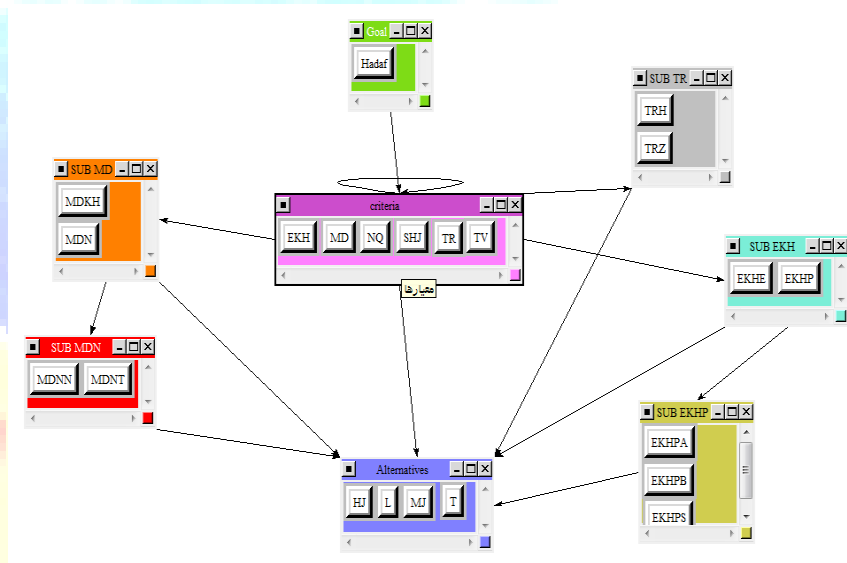 Goal
Hadaf
SUB TR
TRH
TRZ
SUB MD
MDKH
MDN
criteria
EKH MD NQ SHJ TR TV
معیارها
SUB EKH
EKHE EKHP
SUB MDN
MDNN MDNT
SUB EKHP
EKHPA
EKHPB
EKHPS
Alternatives
HJ L MJ T